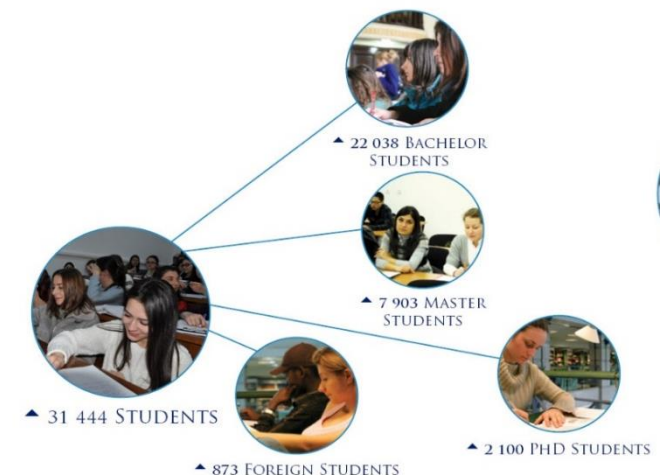 ▲ 22 038 BACHELOR
STUDENTS
▲ 7 903 MASTER
STUDENTS
▲ 31 444 STUDENTS
▲ 2 100 PHD STUDENTS
▲ 873 FOREIGN STUDENTS